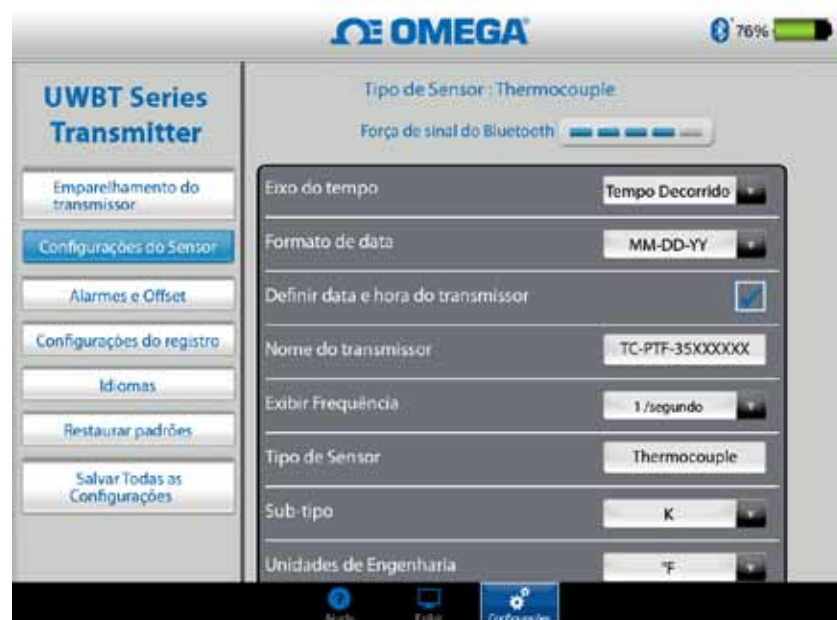 OMEGA
76%
UWBT Series
Transmitter
Emparelhamento do
transmissor
Configurações do Sensor
Alarmes e Offset
Configurações do registro
Idiomas
Restaurar padrões
Salvar Todas as
Configurações
Tipo de Sensor : Thermocouple
Força de sinal do Bluetooth
Eixo do tempo
Tempo Decorrido
Formato de data
MM-DD-YY
Definir data e hora do transmissor
Nome do transmissor
TC-PTF-35XXXXXX
Exibir Frequência
1 /segundo
Tipo de Sensor
Thermocouple
Sub-tipo
K
Unidades de Engenharia
°F